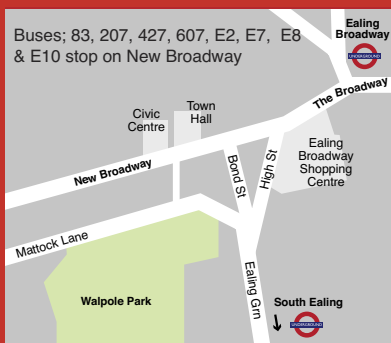 Buses; 83, 207, 427, 607, E2, E7, E8
& E10 stop on New Broadway
Ealing
Broadway
UNDERGROUND
The Broadway
Civic
Centre
Town
Hall
New Broadway
Bond St
High St
Ealing
Broadway
Shopping
Centre
Mattock Lane
Ealing Grn
Walpole Park
South Ealing
UNDERGROUND